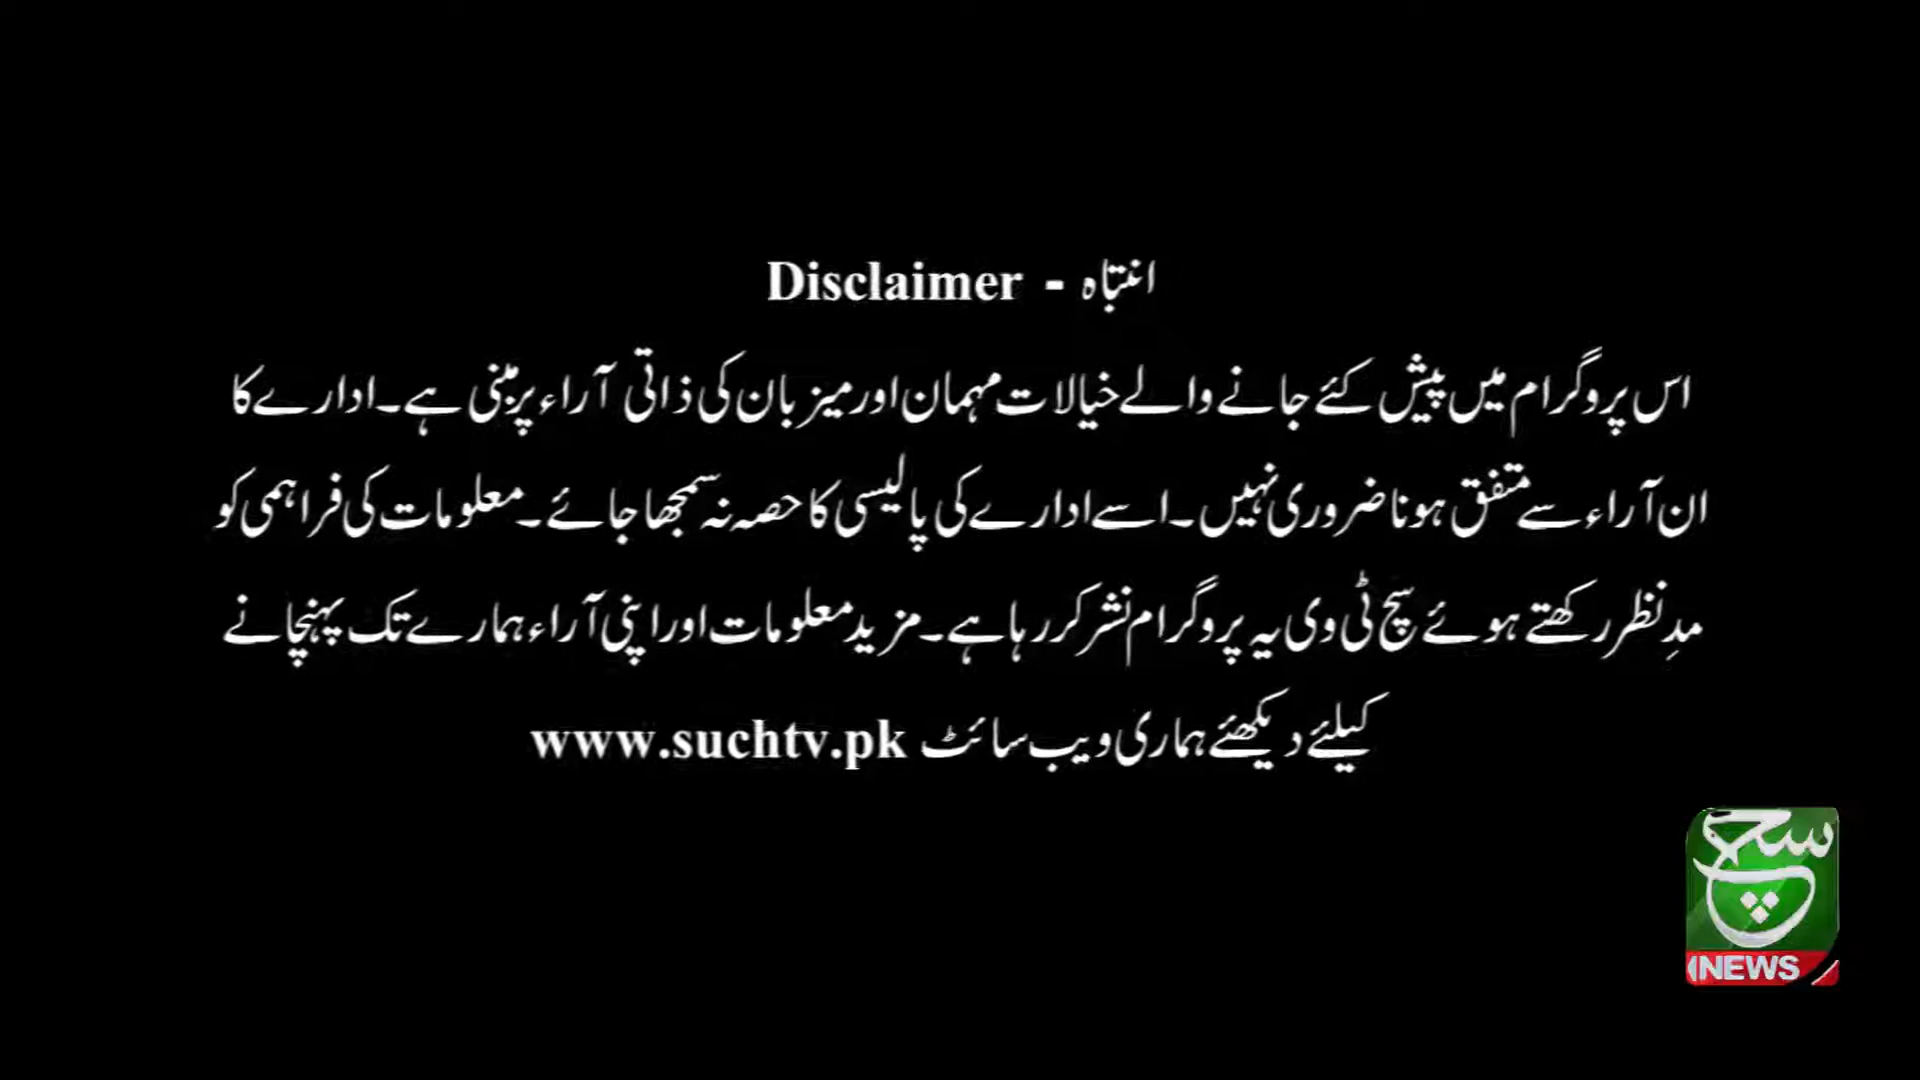 انتباہ - Disclaimer
اس پروگرام میں پیش کئے جانے والے خیالات مہمان اور میزبان کی ذاتی آراء پر مبنی ہے۔ ادارے کا
ان آراء سے متفق ہونا ضروری نہیں۔ اسے ادارے کی پالیسی کا حصہ نہ سمجھا جائے۔ معلومات کی فراہمی کو
مدِنظر رکھتے ہوئے سچ ٹی وی یہ پروگرام نشر کر رہا ہے۔ مزید معلومات اور اپنی آراء ہمارے تک پہنچانے
کیلئے دیکھئے ہماری ویب سائٹ www.suchtv.pk
سچ
NEWS